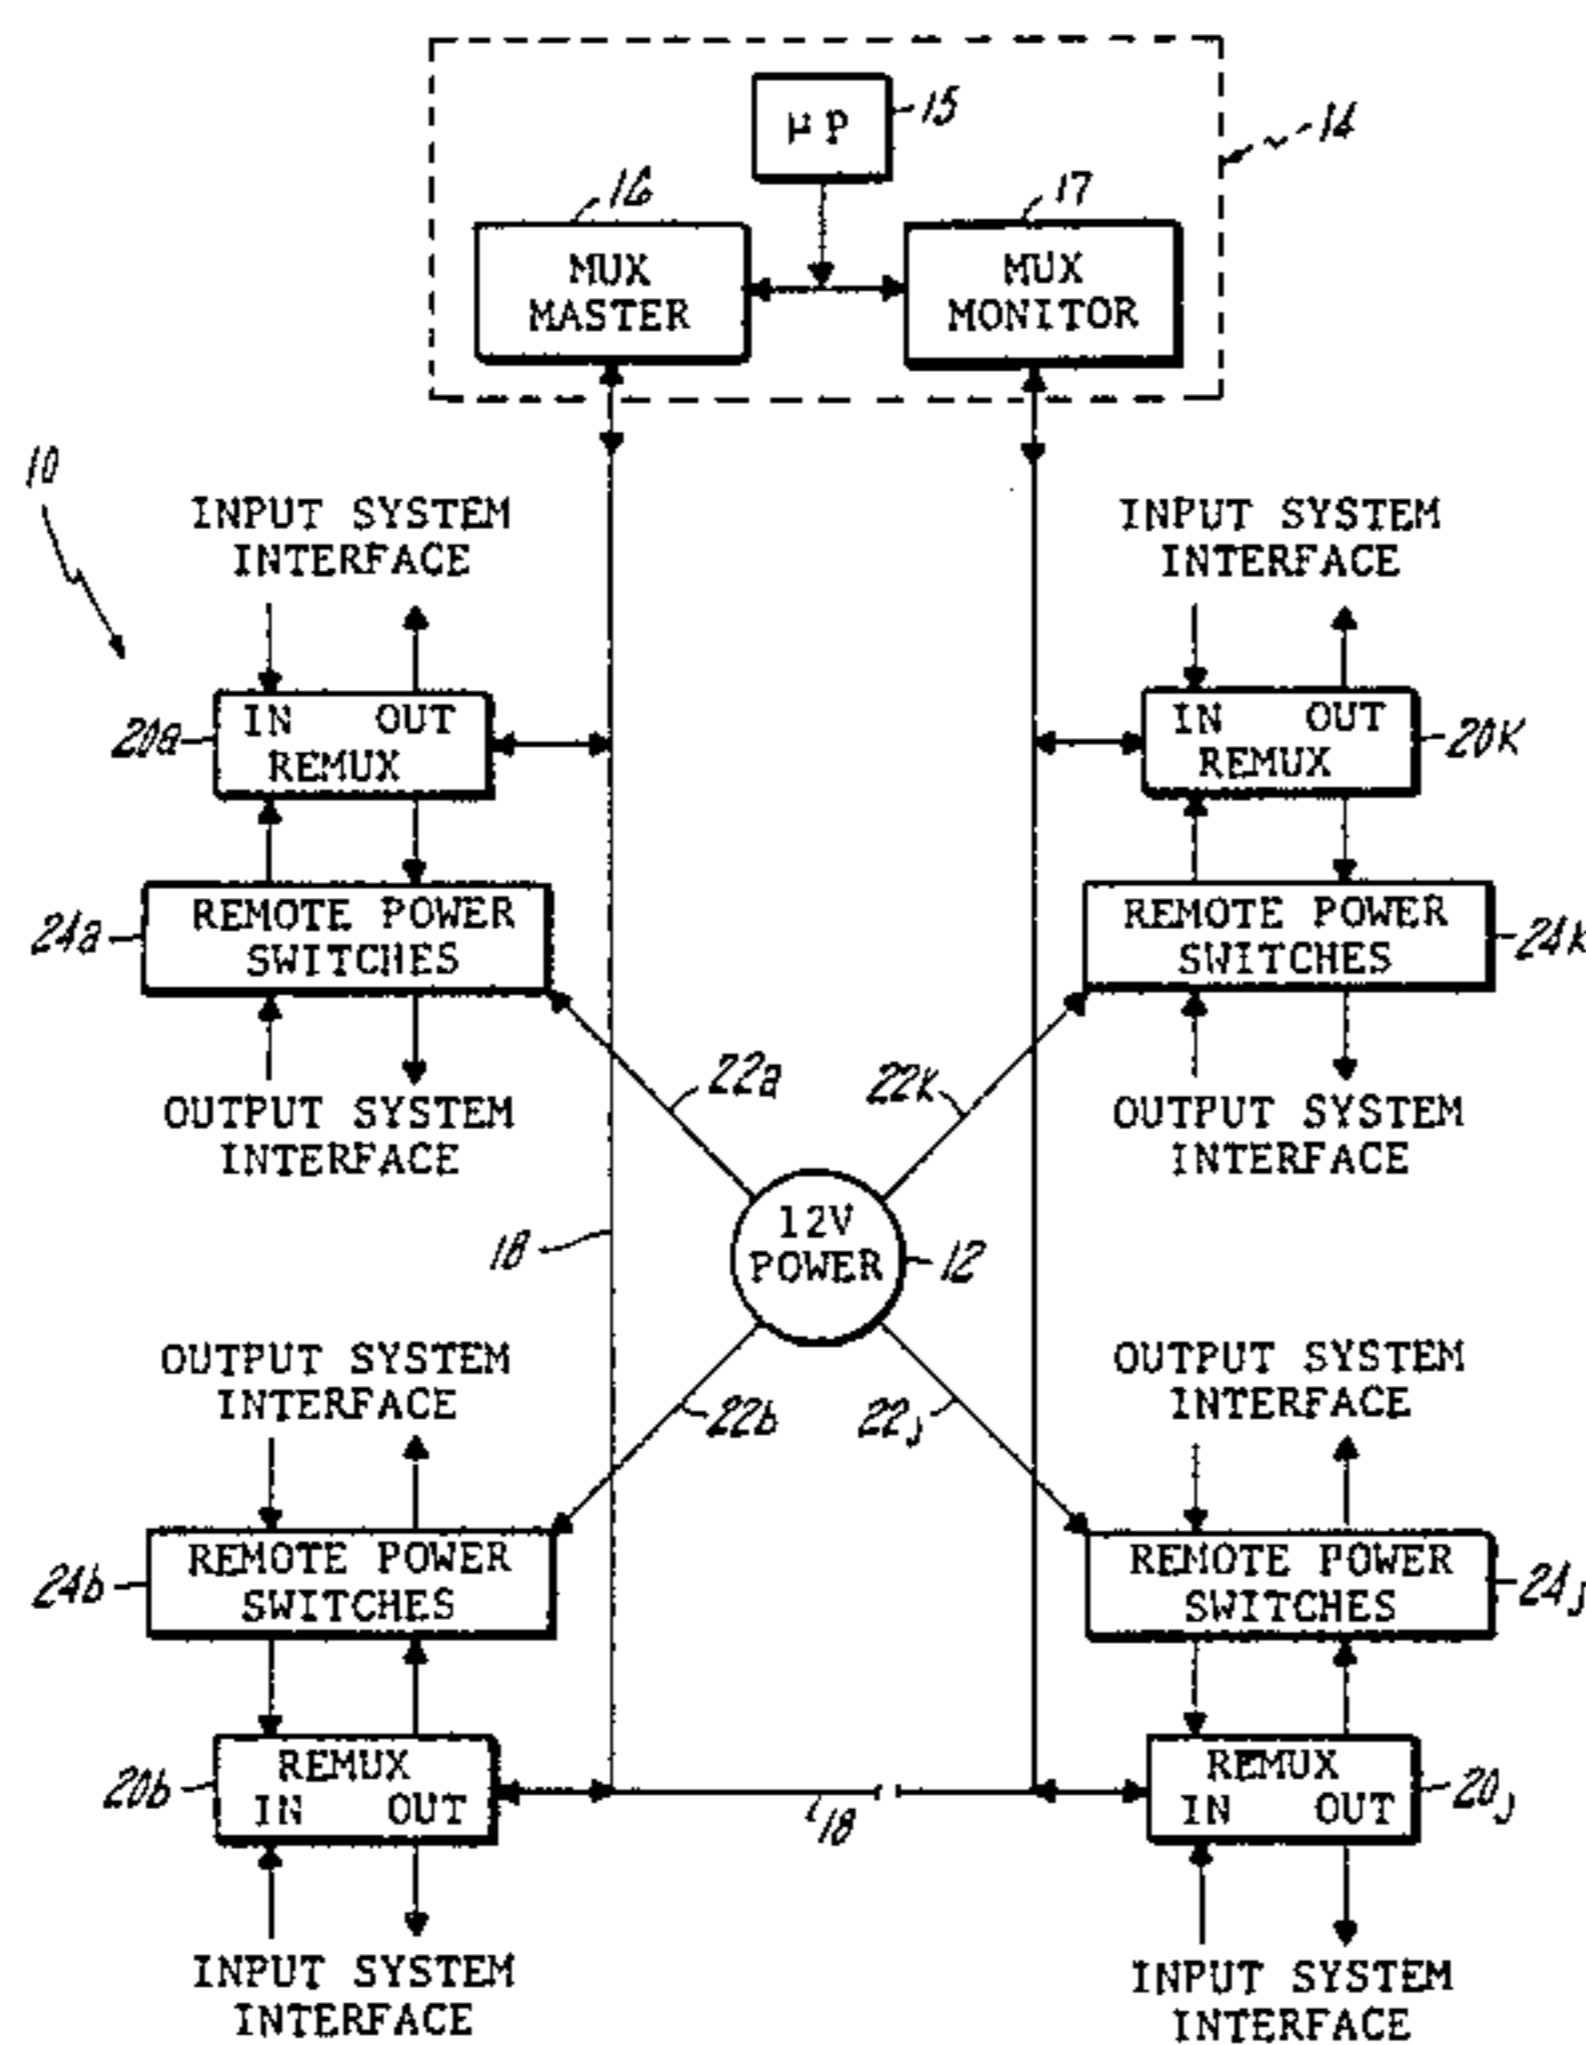 μP
15
14
16
17
MUX
MASTER
MUX
MONITOR
10
INPUT SYSTEM
INTERFACE
INPUT SYSTEM
INTERFACE
IN OUT
REMUX
20a
IN OUT
REMUX
20k
REMOTE POWER
SWITCHES
24a
REMOTE POWER
SWITCHES
24k
22a
22k
OUTPUT SYSTEM
INTERFACE
OUTPUT SYSTEM
INTERFACE
18
12V
POWER
12
OUTPUT SYSTEM
INTERFACE
OUTPUT SYSTEM
INTERFACE
22b
22j
24b
REMOTE POWER
SWITCHES
REMOTE POWER
SWITCHES
24j
20b
REMUX
IN OUT
18
REMUX
IN OUT
20j
INPUT SYSTEM
INTERFACE
INPUT SYSTEM
INTERFACE